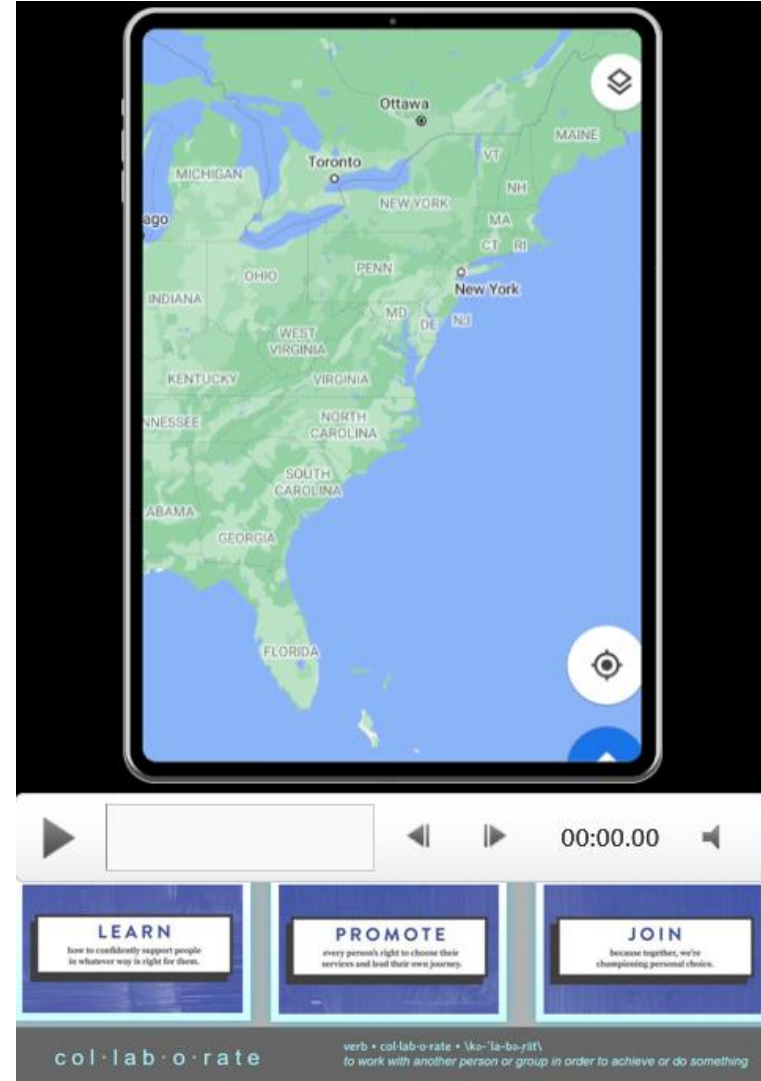 Ottawa
MAINE
Toronto
VT
MICHIGAN
NH
NEW YORK
ago
MA
CT RI
PENN
OHIO
New York
INDIANA
MD
DE
NJ
WEST
VIRGINIA
KENTUCKY
VIRGINIA
NNESSEE
NORTH
CAROLINA
SOUTH
CAROLINA
ABAMA
GEORGIA
FLORIDA
00:00.00
LEARN
how to confidently support people
in whatever way is right for them.
PROMOTE
every person's right to choose their
services and lead their own journey.
JOIN
because together, we're
championing personal choice.
col·lab·o·rate
verb • col·lab·o·rate • \kə-ˈla-bə-ˌrāt\
to work with another person or group in order to achieve or do something